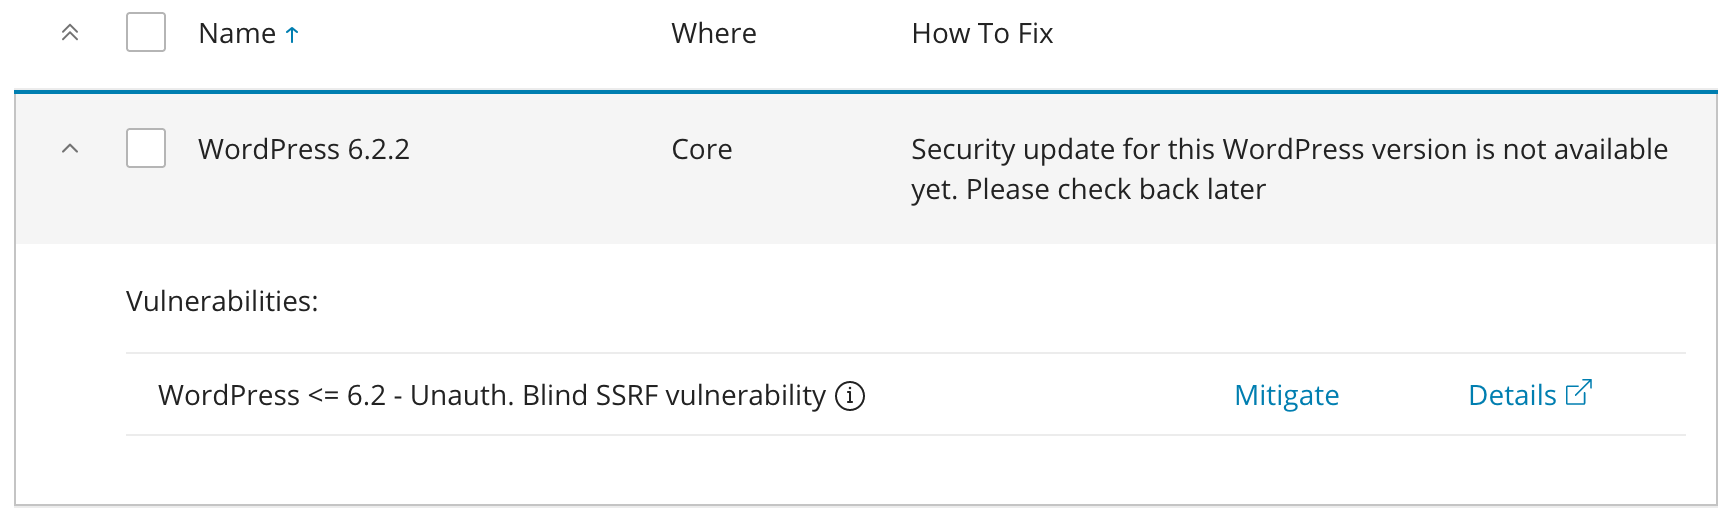 Name ↑ Where How To Fix
WordPress 6.2.2 Core Security update for this WordPress version is not available
yet. Please check back later
Vulnerabilities:
WordPress <= 6.2 - Unauth. Blind SSRF vulnerability Mitigate Details